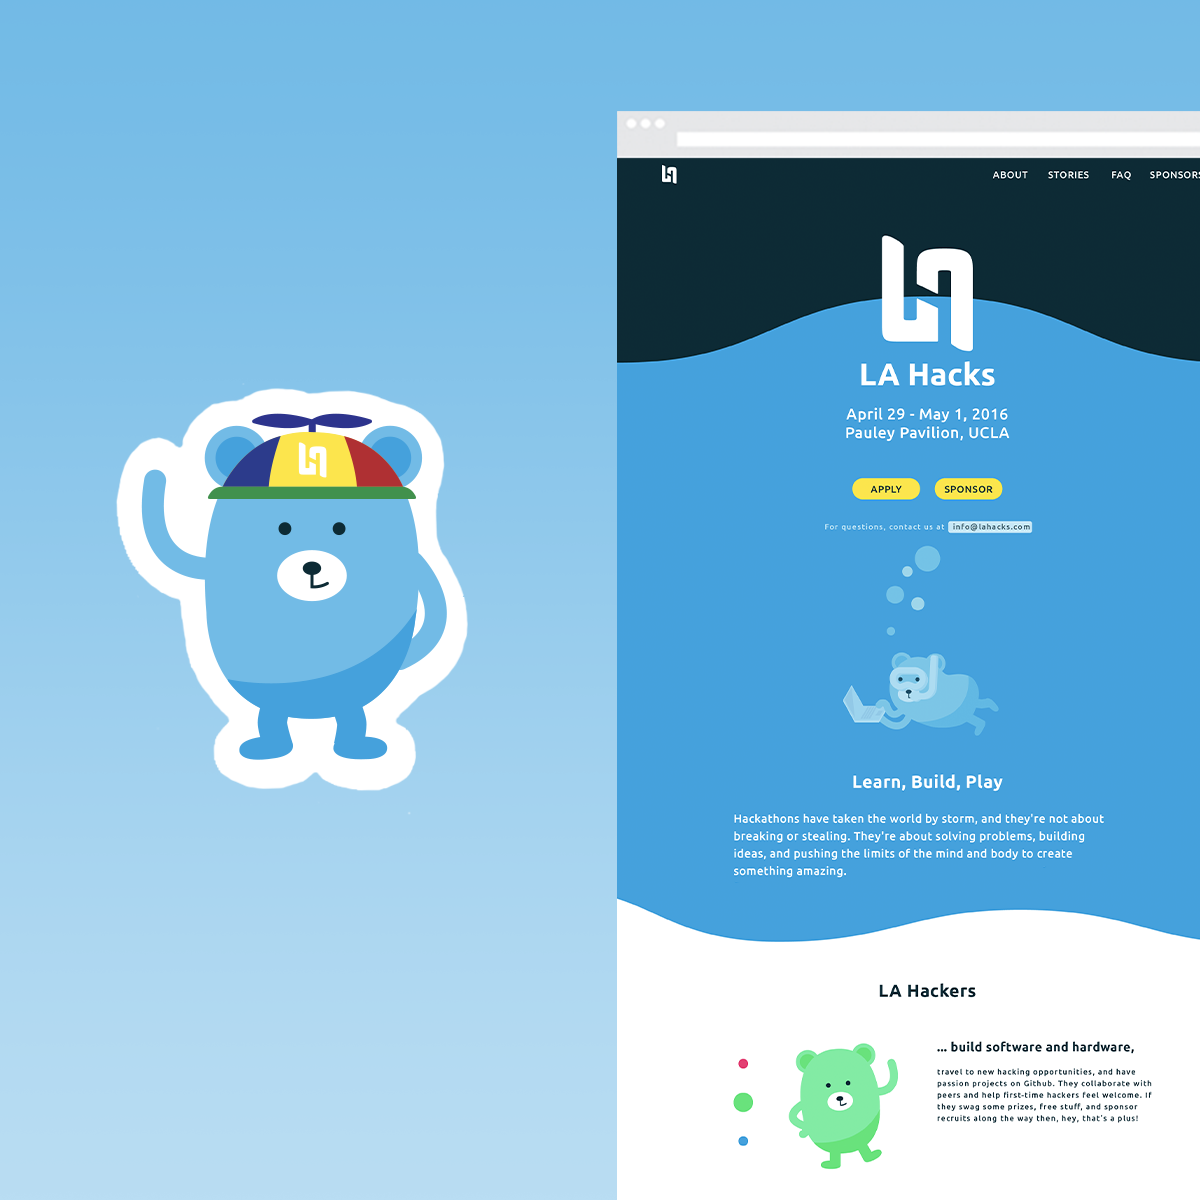 ABOUT STORIES FAQ SPONSORS
LA Hacks
April 29 - May 1, 2016
Pauley Pavilion, UCLA
APPLY SPONSOR
For questions, contact us at info@lahacks.com
Learn, Build, Play
Hackathons have taken the world by storm, and they're not about
breaking or stealing. They're about solving problems, building
ideas, and pushing the limits of the mind and body to create
something amazing.
LA Hackers
... build software and hardware,
travel to new hacking opportunities, and have
passion projects on Github. They collaborate with
peers and help first-time hackers feel welcome. If
they swag some prizes, free stuff, and sponsor
recruits along the way then, hey, that's a plus!